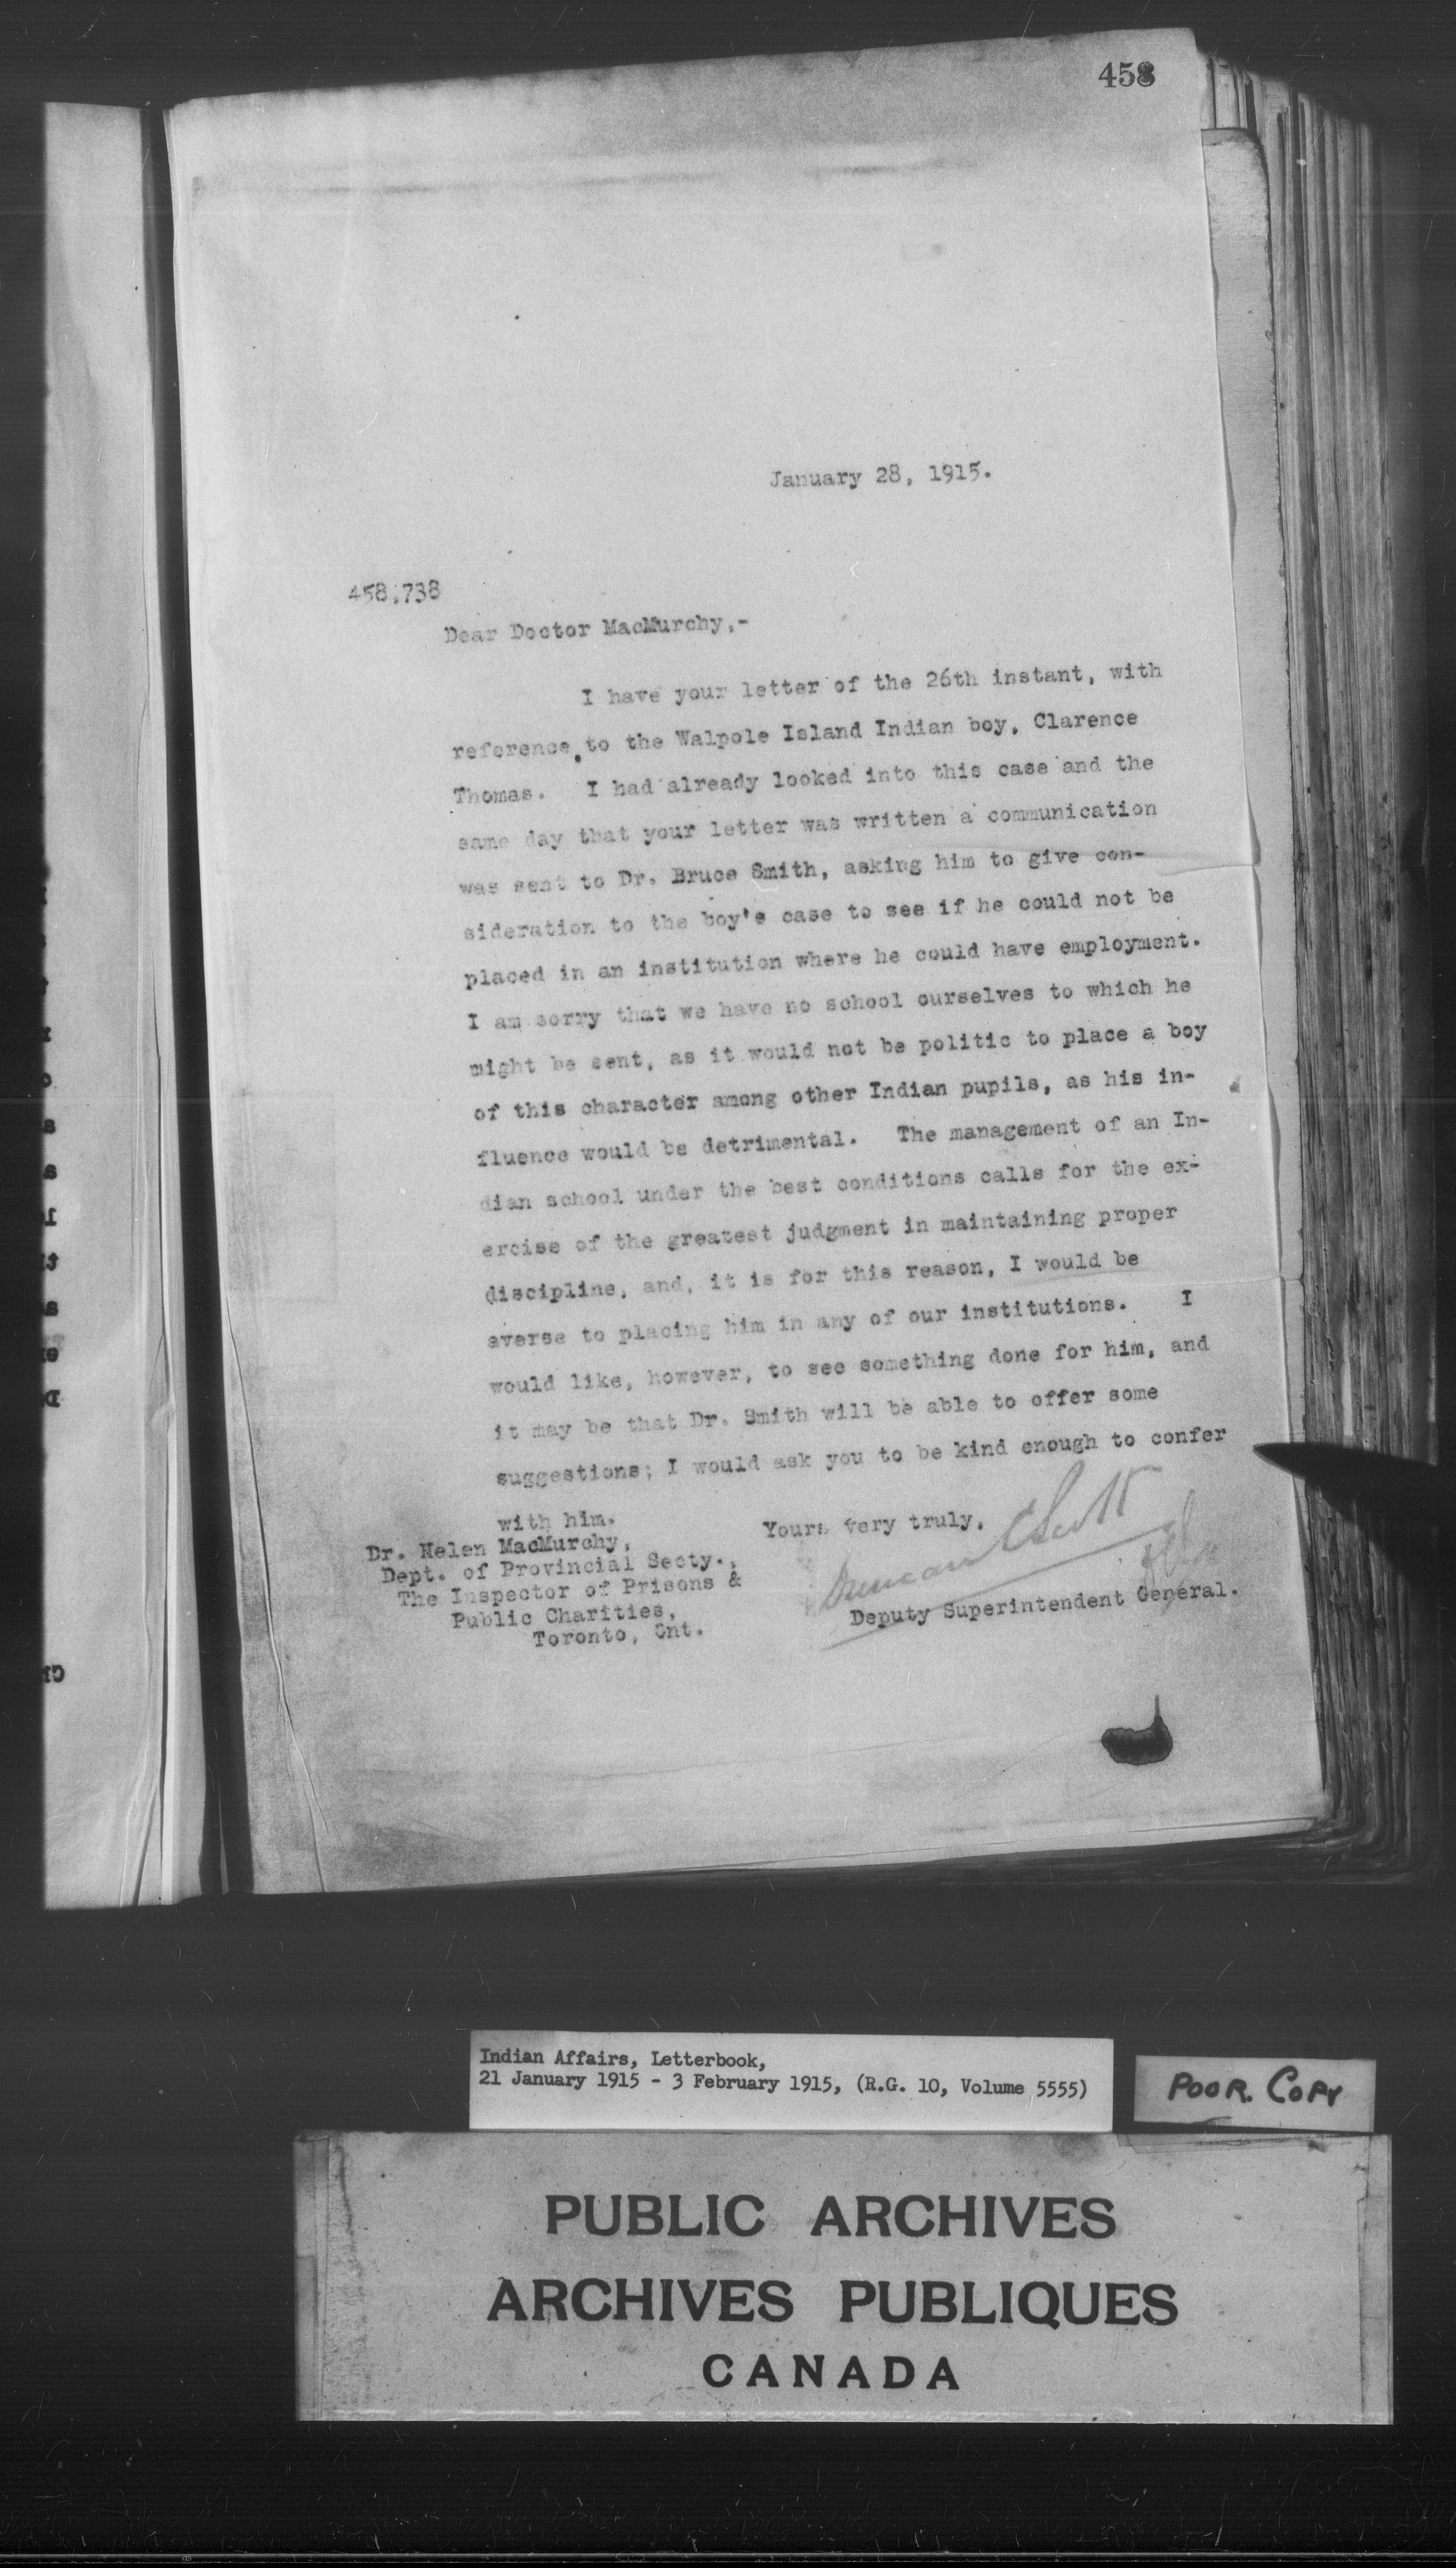 458
January 28, 1915.
458,738
Dear Doctor MacMurchy,-
I have your letter of the 26th instant, with
reference to the Walpole Island Indian boy, Clarence
Thomas. I had already looked into this case and the
same day that your letter was written a communication
was sent to Dr. Bruce Smith, asking him to give con-
sideration to the boy's case to see if he could not be
placed in an institution where he could have employment.
I am sorry that we have no school ourselves to which he
might be sent, as it would not be politic to place a boy
of this character among other Indian pupils, as his in-
fluence would be detrimental. The management of an In-
dian school under the best conditions calls for the ex-
ercise of the greatest judgment in maintaining proper
discipline, and, it is for this reason, I would be
averse to placing him in any of our institutions. I
would like, however, to see something done for him, and
it may be that Dr. Smith will be able to offer some
suggestions; I would ask you to be kind enough to confer
with him.
Yours very truly,
Duncan C Scott
Deputy Superintendent General.
Dr. Helen MacMurchy,
Dept. of Provincial Secty.,
The Inspector of Prisons &
Public Charities,
Toronto, Ont.
Indian Affairs, Letterbook,
21 January 1915 - 3 February 1915, (R.G. 10, Volume 5555)
POOR. COPY
PUBLIC ARCHIVES
ARCHIVES PUBLIQUES
CANADA